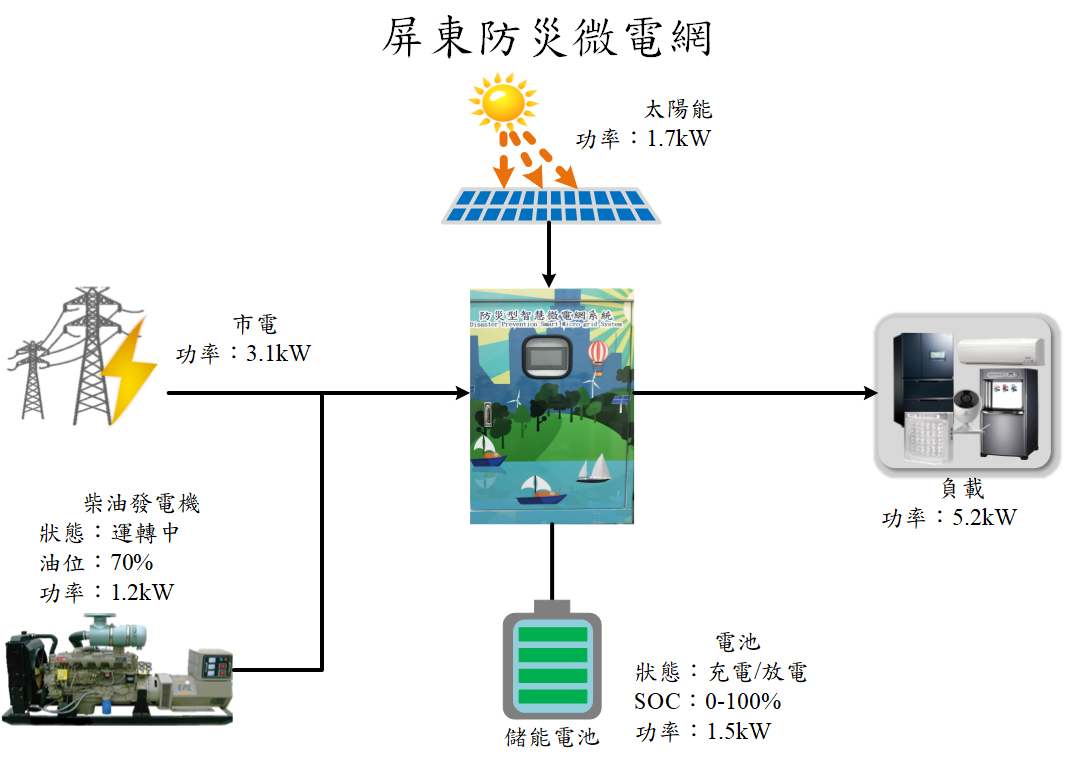 屏東防災微電網
太陽能
功率：1.7kW
防災型智慧微電網系統
Disaster Prevention Smart Micro grid System
市電
功率：3.1kW
負載
功率：5.2kW
柴油發電機
狀態：運轉中
油位：70%
功率：1.2kW
電池
狀態：充電/放電
SOC：0-100%
功率：1.5kW
儲能電池